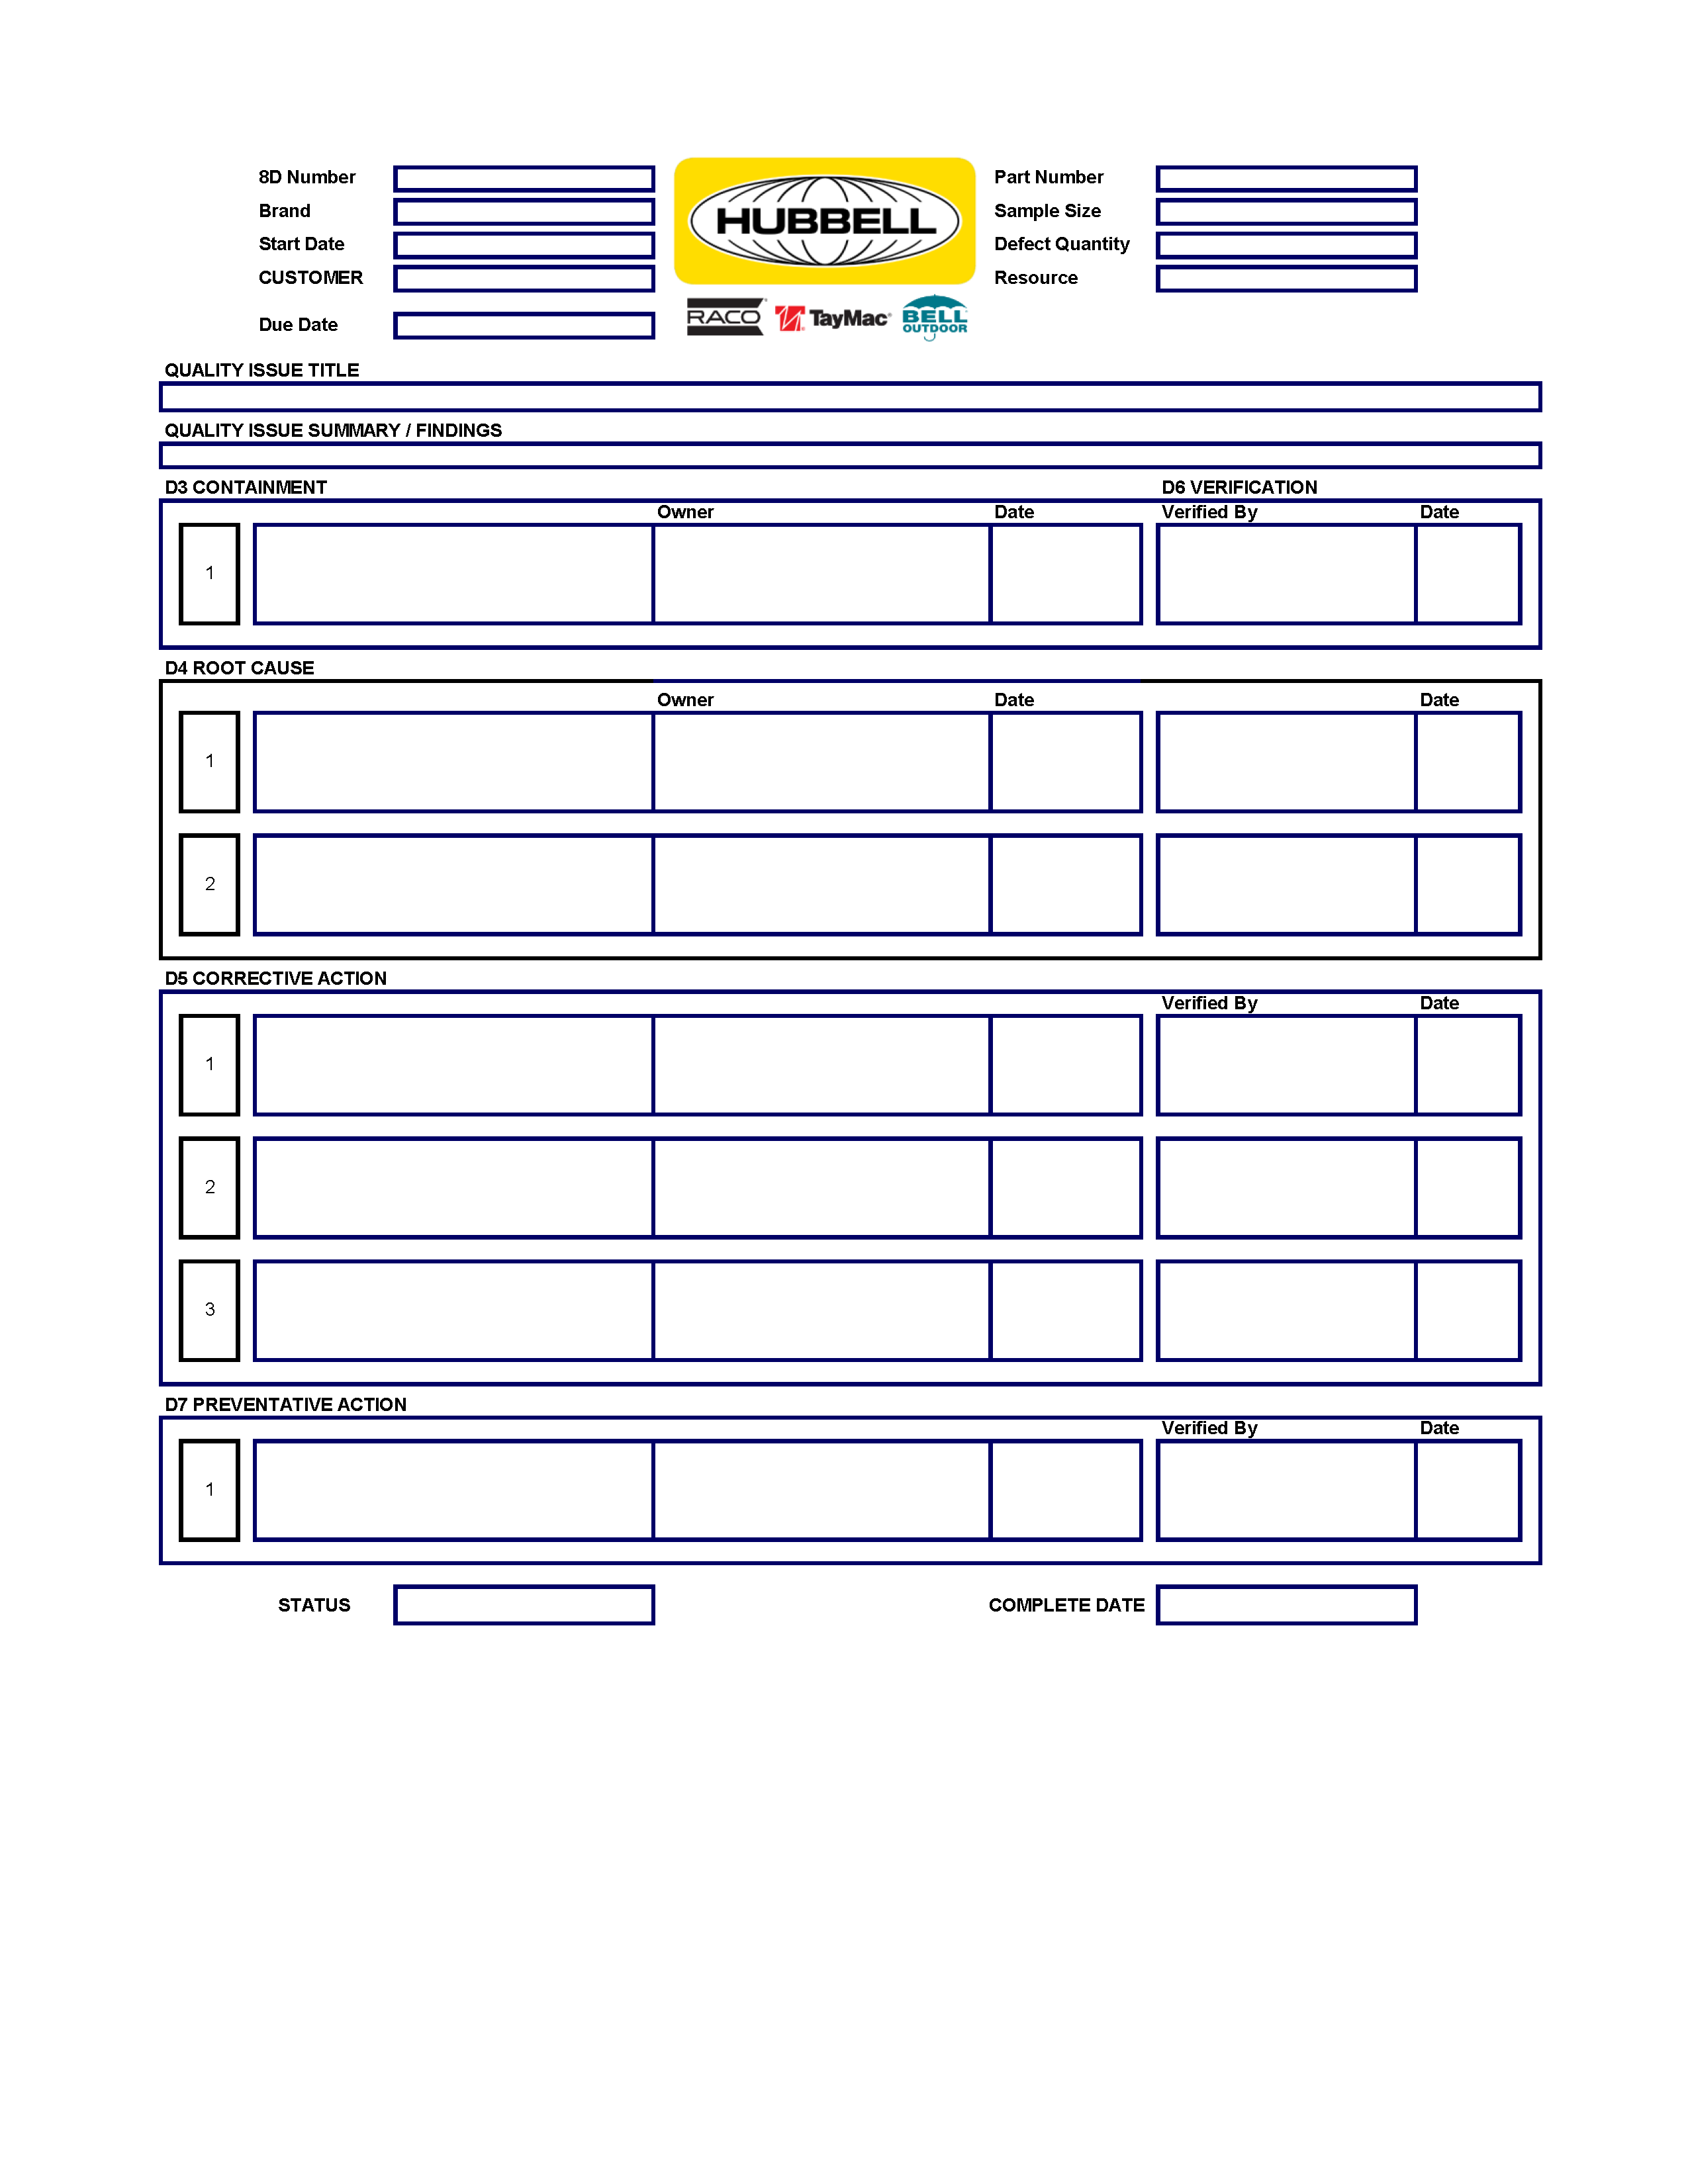 8D Number
Brand
Start Date
CUSTOMER
Due Date
HUBBELL
RACO TayMac BELL OUTDOOR
Part Number
Sample Size
Defect Quantity
Resource
QUALITY ISSUE TITLE
QUALITY ISSUE SUMMARY / FINDINGS
D3 CONTAINMENT D6 VERIFICATION
Owner Date Verified By Date
1
D4 ROOT CAUSE
Owner Date Date
1
2
D5 CORRECTIVE ACTION
Verified By Date
1
2
3
D7 PREVENTATIVE ACTION
Verified By Date
1
STATUS COMPLETE DATE